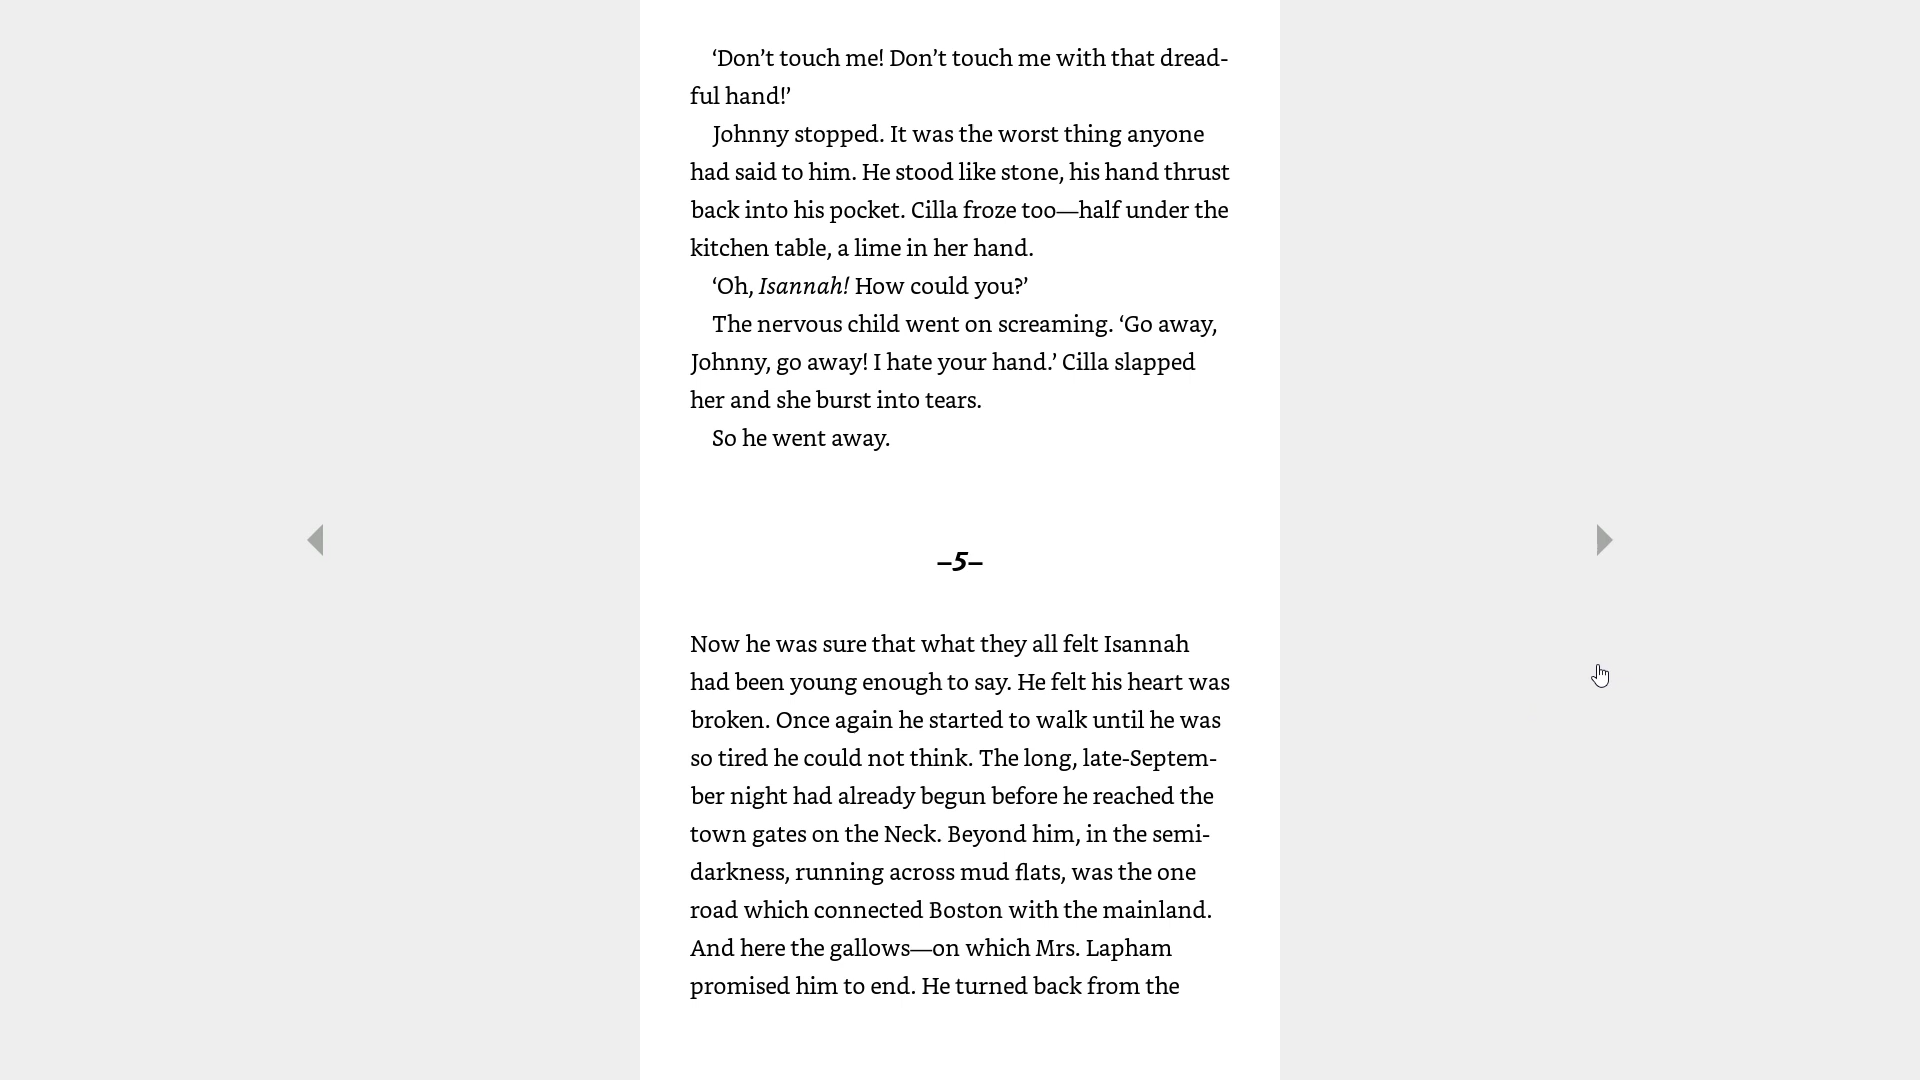 ‘Don’t touch me! Don’t touch me with that dread-
ful hand!’
Johnny stopped. It was the worst thing anyone
had said to him. He stood like stone, his hand thrust
back into his pocket. Cilla froze too—half under the
kitchen table, a lime in her hand.
‘Oh, Isannah! How could you?’
The nervous child went on screaming. ‘Go away,
Johnny, go away! I hate your hand.’ Cilla slapped
her and she burst into tears.
So he went away.
–5–
Now he was sure that what they all felt Isannah
had been young enough to say. He felt his heart was
broken. Once again he started to walk until he was
so tired he could not think. The long, late-Septem-
ber night had already begun before he reached the
town gates on the Neck. Beyond him, in the semi-
darkness, running across mud flats, was the one
road which connected Boston with the mainland.
And here the gallows—on which Mrs. Lapham
promised him to end. He turned back from the